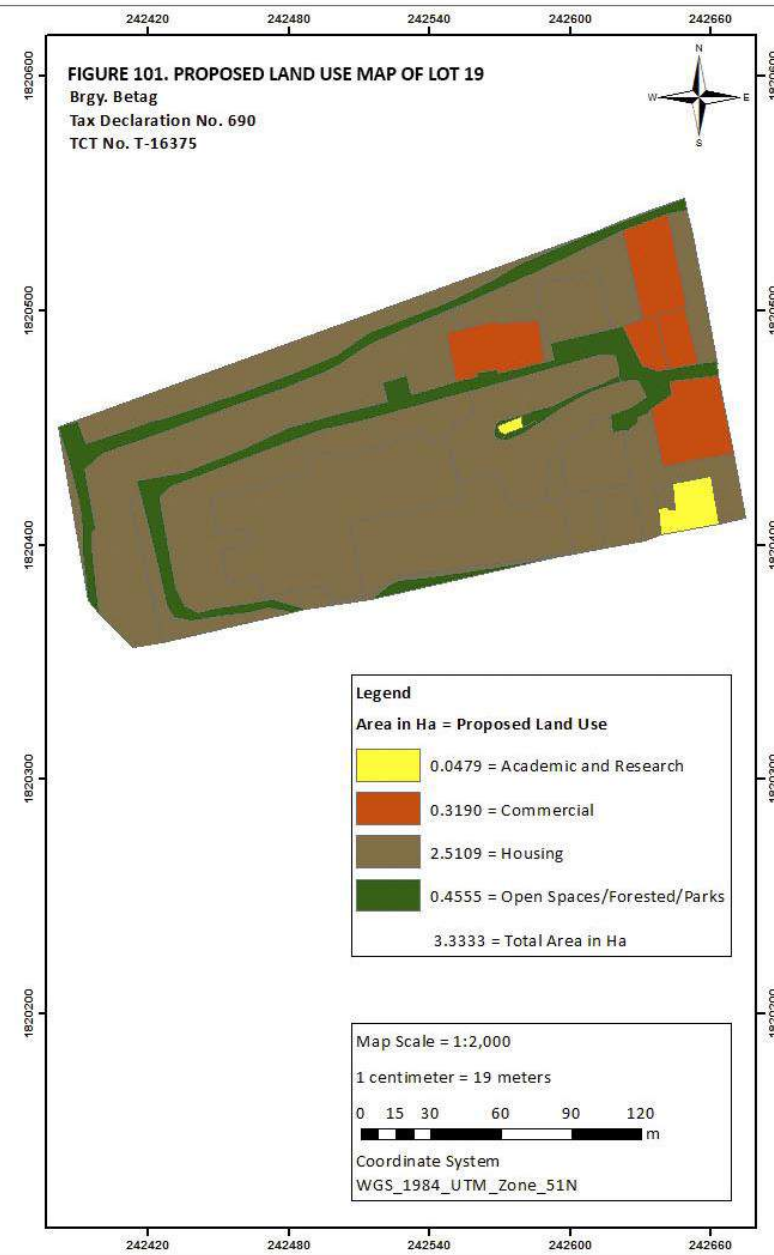 242420 242480 242540 242600 242660
1820600 1820600
FIGURE 101. PROPOSED LAND USE MAP OF LOT 19
Brgy. Betag
Tax Declaration No. 690
TCT No. T-16375
N
W E
S
1820500 1820500
1820400 1820400
Legend
Area in Ha = Proposed Land Use
0.0479 = Academic and Research
0.3190 = Commercial
2.5109 = Housing
0.4555 = Open Spaces/Forested/Parks
3.3333 = Total Area in Ha
1820300 1820300
1820200 1820200
Map Scale = 1:2,000
1 centimeter = 19 meters
0 15 30 60 90 120
m
Coordinate System
WGS_1984_UTM_Zone_51N
242420 242480 242540 242600 242660